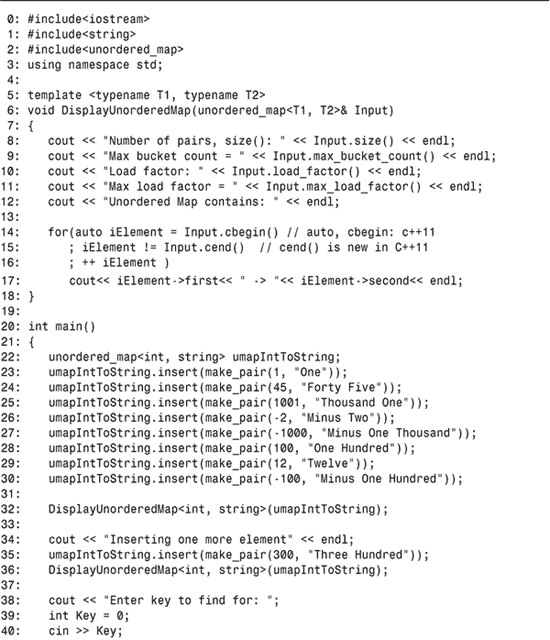 0: #include<iostream>
1: #include<string>
2: #include<unordered_map>
3: using namespace std;
4:
5: template <typename T1, typename T2>
6: void DisplayUnorderedMap(unordered_map<T1, T2>& Input)
7: {
8:    cout << "Number of pairs, size(): " << Input.size() << endl;
9:    cout << "Max bucket count = " << Input.max_bucket_count() << endl;
10:    cout << "Load factor: " << Input.load_factor() << endl;
11:    cout << "Max load factor = " << Input.max_load_factor() << endl;
12:    cout << "Unordered Map contains: " << endl;
13:
14:    for(auto iElement = Input.cbegin() // auto, cbegin: c++11
15:       ; iElement != Input.cend()  // cend() is new in C++11
16:       ; ++ iElement )
17:       cout<< iElement->first<< " -> "<< iElement->second<< endl;
18: }
19:
20: int main()
21: {
22:    unordered_map<int, string> umapIntToString;
23:    umapIntToString.insert(make_pair(1, "One"));
24:    umapIntToString.insert(make_pair(45, "Forty Five"));
25:    umapIntToString.insert(make_pair(1001, "Thousand One"));
26:    umapIntToString.insert(make_pair(-2, "Minus Two"));
27:    umapIntToString.insert(make_pair(-1000, "Minus One Thousand"));
28:    umapIntToString.insert(make_pair(100, "One Hundred"));
29:    umapIntToString.insert(make_pair(12, "Twelve"));
30:    umapIntToString.insert(make_pair(-100, "Minus One Hundred"));
31:
32:    DisplayUnorderedMap<int, string>(umapIntToString);
33:
34:    cout << "Inserting one more element" << endl;
35:    umapIntToString.insert(make_pair(300, "Three Hundred"));
36:    DisplayUnorderedMap<int, string>(umapIntToString);
37:
38:    cout << "Enter key to find for: ";
39:    int Key = 0;
40:    cin >> Key;